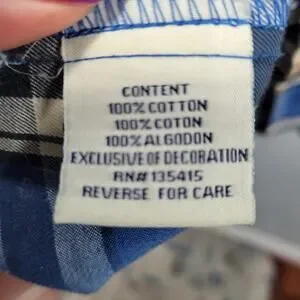 CONTENT
100% COTTON
100% COTON
100% ALGODON
EXCLUSIVE OF DECORATION
RN# 135415
REVERSE FOR CARE